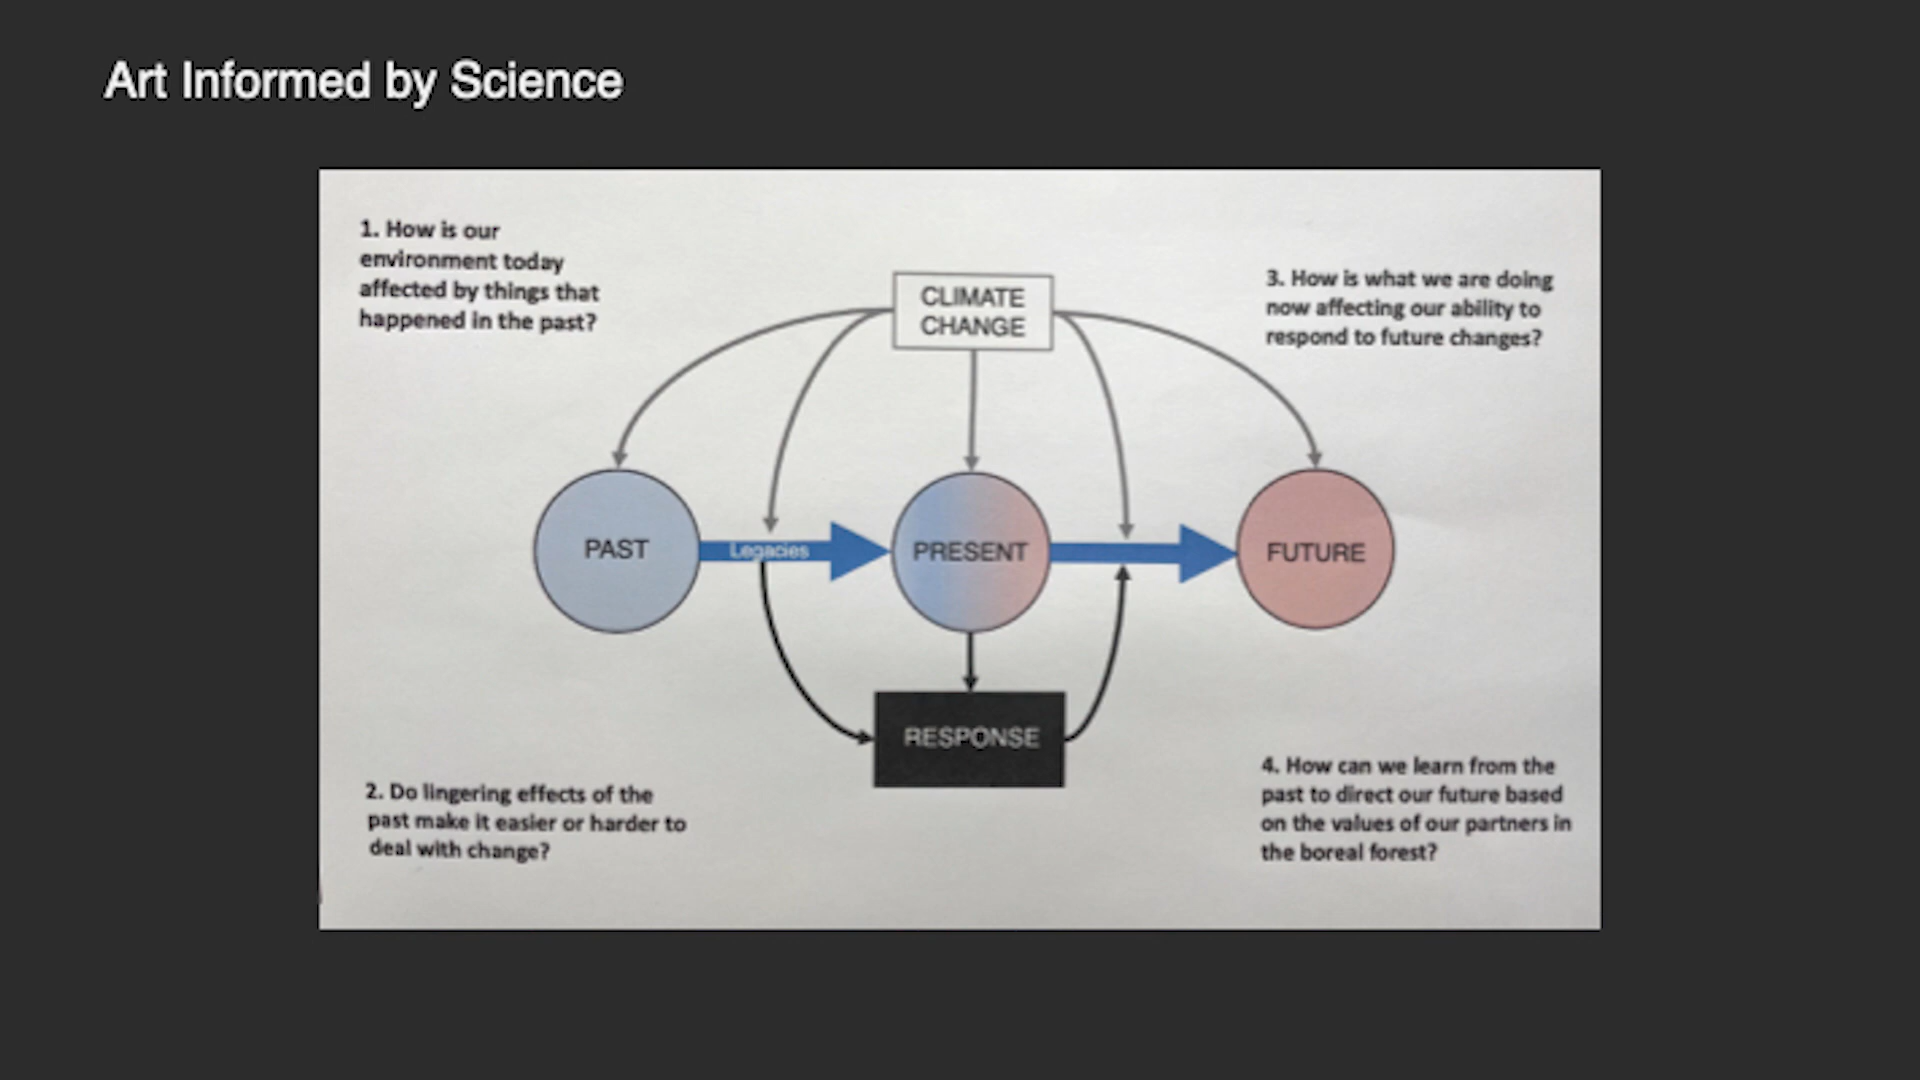 Art Informed by Science
1. How is our
environment today
affected by things that
happened in the past?
CLIMATE
CHANGE
3. How is what we are doing
now affecting our ability to
respond to future changes?
PAST
Legacies
PRESENT
FUTURE
RESPONSE
2. Do lingering effects of the
past make it easier or harder to
deal with change?
4. How can we learn from the
past to direct our future based
on the values of our partners in
the boreal forest?